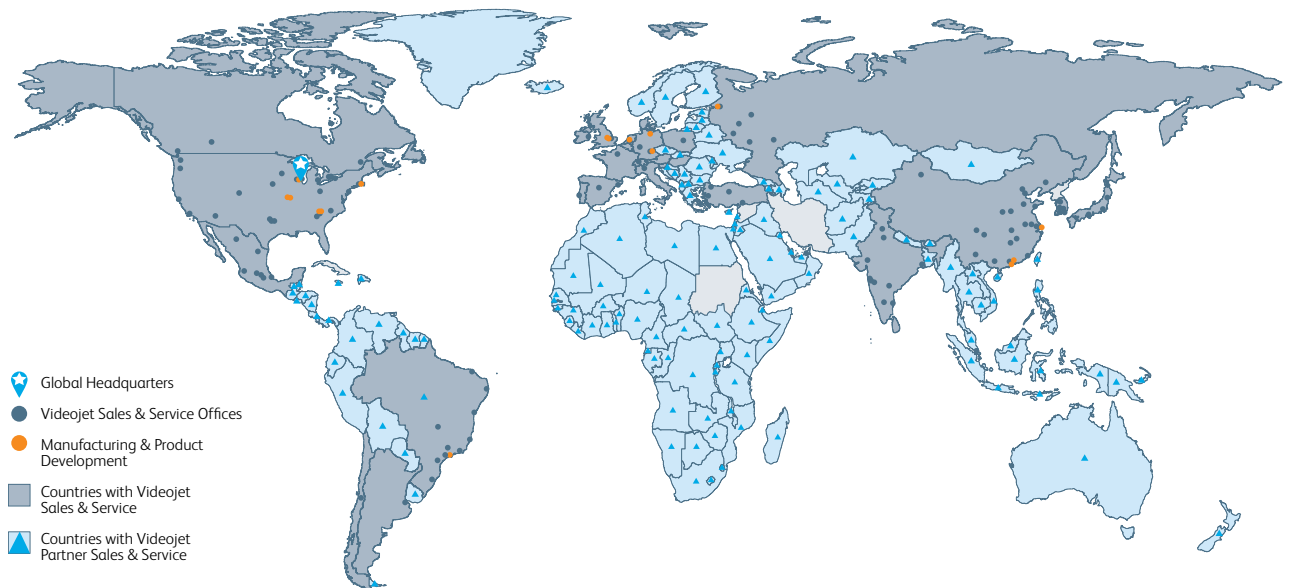 Global Headquarters
Videojet Sales & Service Offices
Manufacturing & Product
Development
Countries with Videojet
Sales & Service
Countries with Videojet
Partner Sales & Service